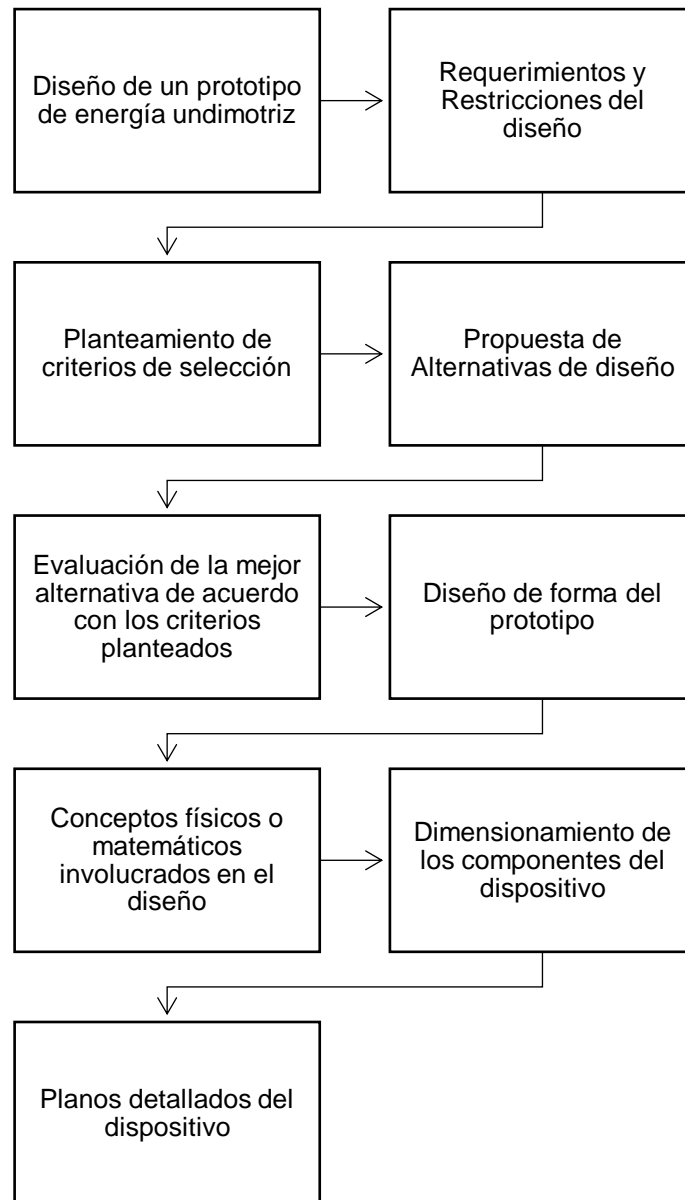 Diseño de un prototipo
de energía undimotriz
Requerimientos y
Restricciones del
diseño
Planteamiento de
criterios de selección
Propuesta de
Alternativas de diseño
Evaluación de la mejor
alternativa de acuerdo
con los criterios
planteados
Diseño de forma del
prototipo
Conceptos físicos o
matemáticos
involucrados en el
diseño
Dimensionamiento de
los componentes del
dispositivo
Planos detallados del
dispositivo